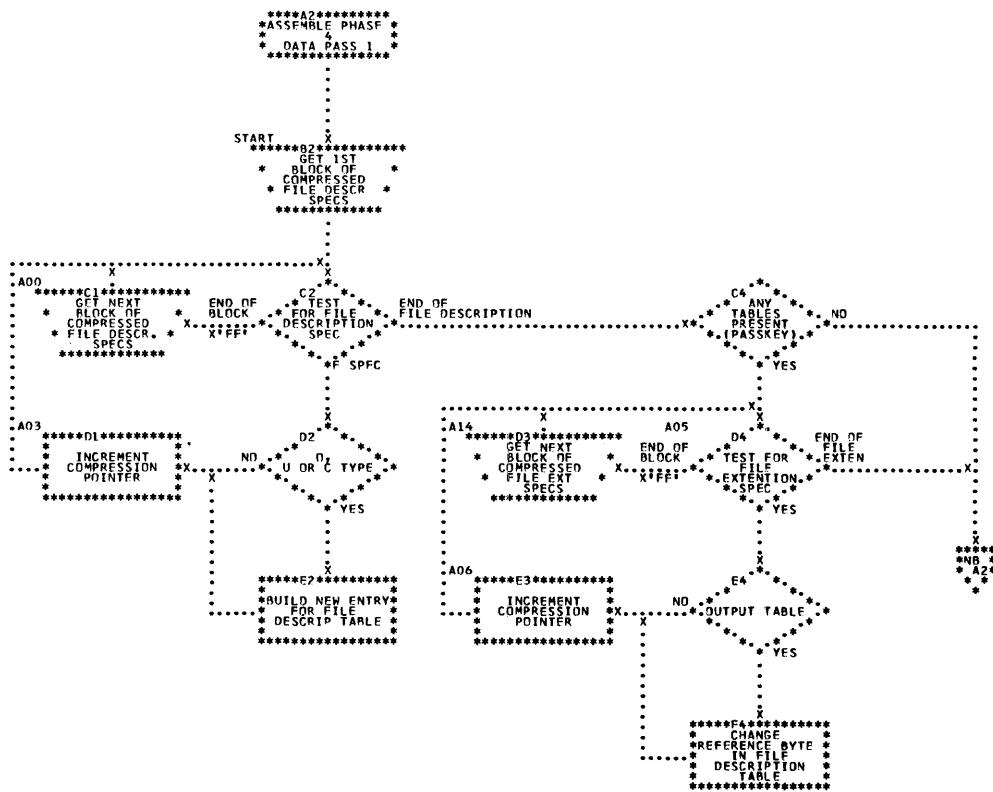 A2
ASSEMBLE PHASE
4
DATA PASS 1
START
B2
GET 1ST
BLOCK OF
COMPRESSED
FILE DESCR
SPECS
A00
C1
GET NEXT
BLOCK OF
COMPRESSED
FILE DESCR.
SPECS
END OF
BLOCK
X'FF'
C2
TEST
FOR FILE
DESCRIPTION
SPEC
END OF
FILE DESCRIPTION
F SPFC
C4
ANY
TABLES
PRESENT
(PASSKEY)
NO
YES
A03
D1
INCREMENT
COMPRESSION
POINTER
NO
D2
D,
U OR C TYPE
YES
A14
D3
GET NEXT
BLOCK OF
COMPRESSED
FILE EXT
SPECS
A05
END OF
BLOCK
X'FF'
D4
TEST FOR
FILE
EXTENTION
SPEC
END OF
FILE
EXTEN
YES
NB
A2
E2
BUILD NEW ENTRY
FOR FILE
DESCRIP TABLE
A06
E3
INCREMENT
COMPRESSION
POINTER
NO
E4
OUTPUT TABLE
YES
F4
CHANGE
REFERENCE BYTE
IN FILE
DESCRIPTION
TABLE